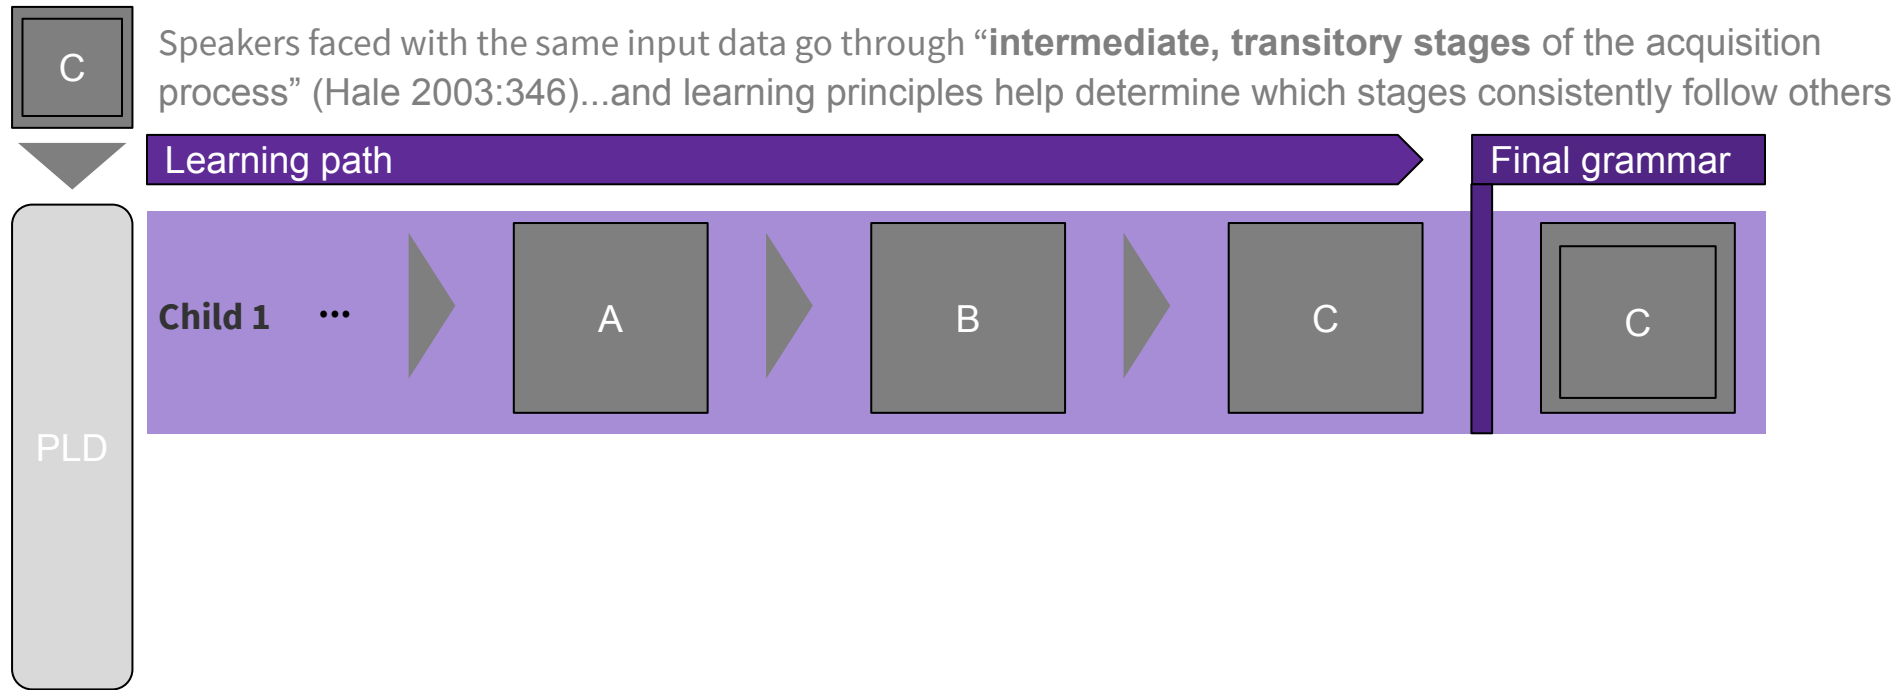 C
Speakers faced with the same input data go through “intermediate, transitory stages of the acquisition
process” (Hale 2003:346)...and learning principles help determine which stages consistently follow others
Learning path
Final grammar
Child 1 ... A B C C
PLD